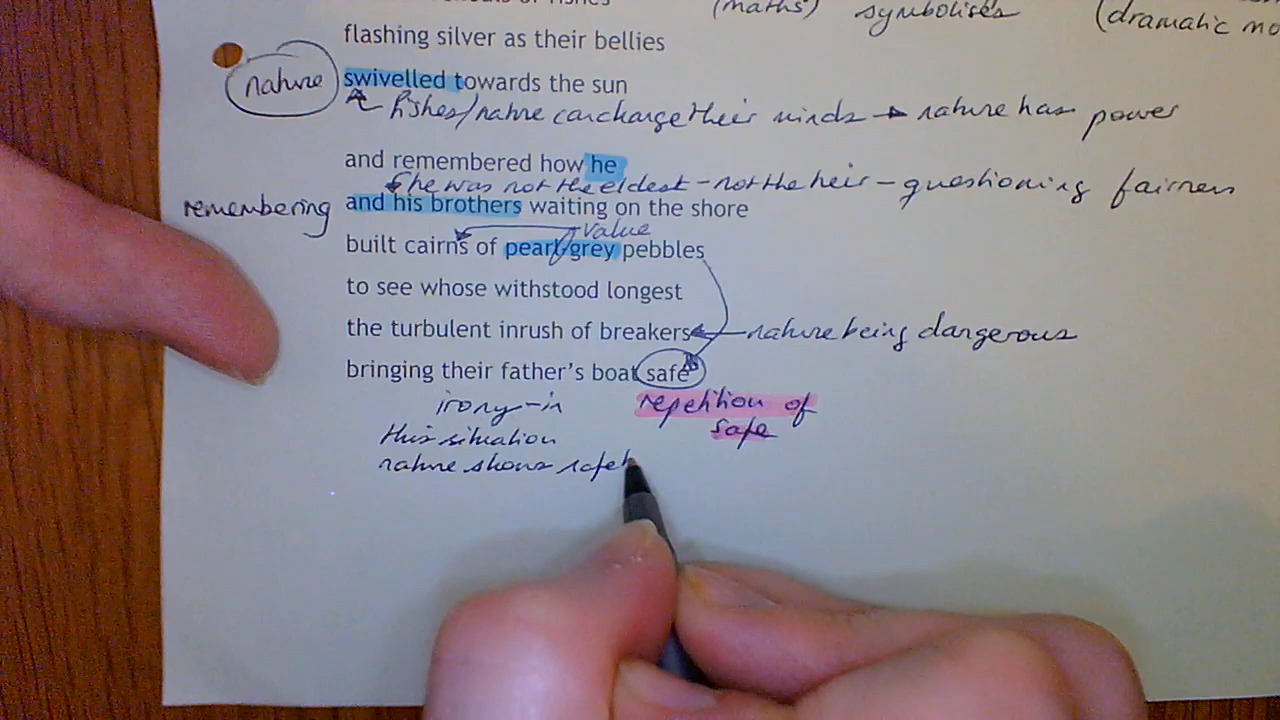 (maths) symbolises (dramatic mo
flashing silver as their bellies
nature swivelled towards the sun
fishes/nature can change their minds → nature has power
and remembered how he
he was not the eldest - not the heir - questioning fairness
remembering and his brothers waiting on the shore
value
built cairns of pearl/grey pebbles
to see whose withstood longest
the turbulent inrush of breakers ← nature being dangerous
bringing their father's boat safe
irony - in repetition of
this situation safe
nature shows safet